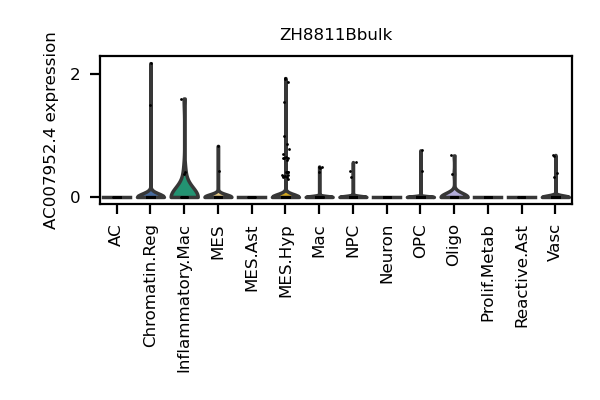 ZH8811Bbulk
AC007952.4 expression
2
0
AC
Chromatin.Reg
Inflammatory.Mac
MES
MES.Ast
MES.Hyp
Mac
NPC
Neuron
OPC
Oligo
Prolif.Metab
Reactive.Ast
Vasc